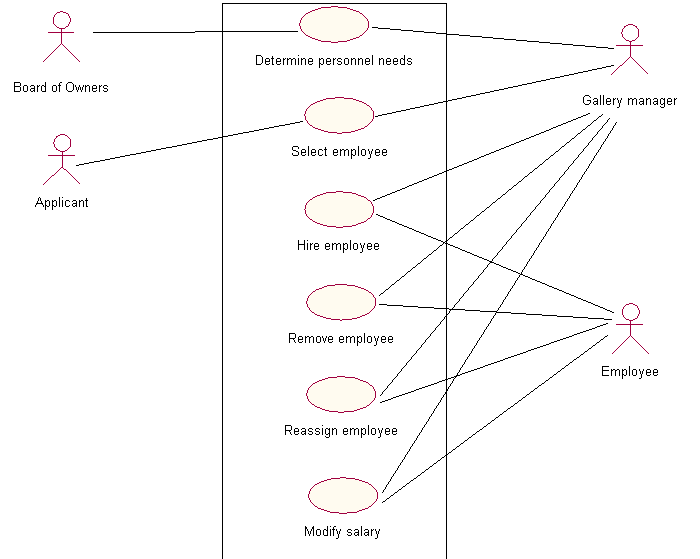 Determine personnel needs
Board of Owners
Gallery manager
Select employee
Applicant
Hire employee
Remove employee
Employee
Reassign employee
Modify salary